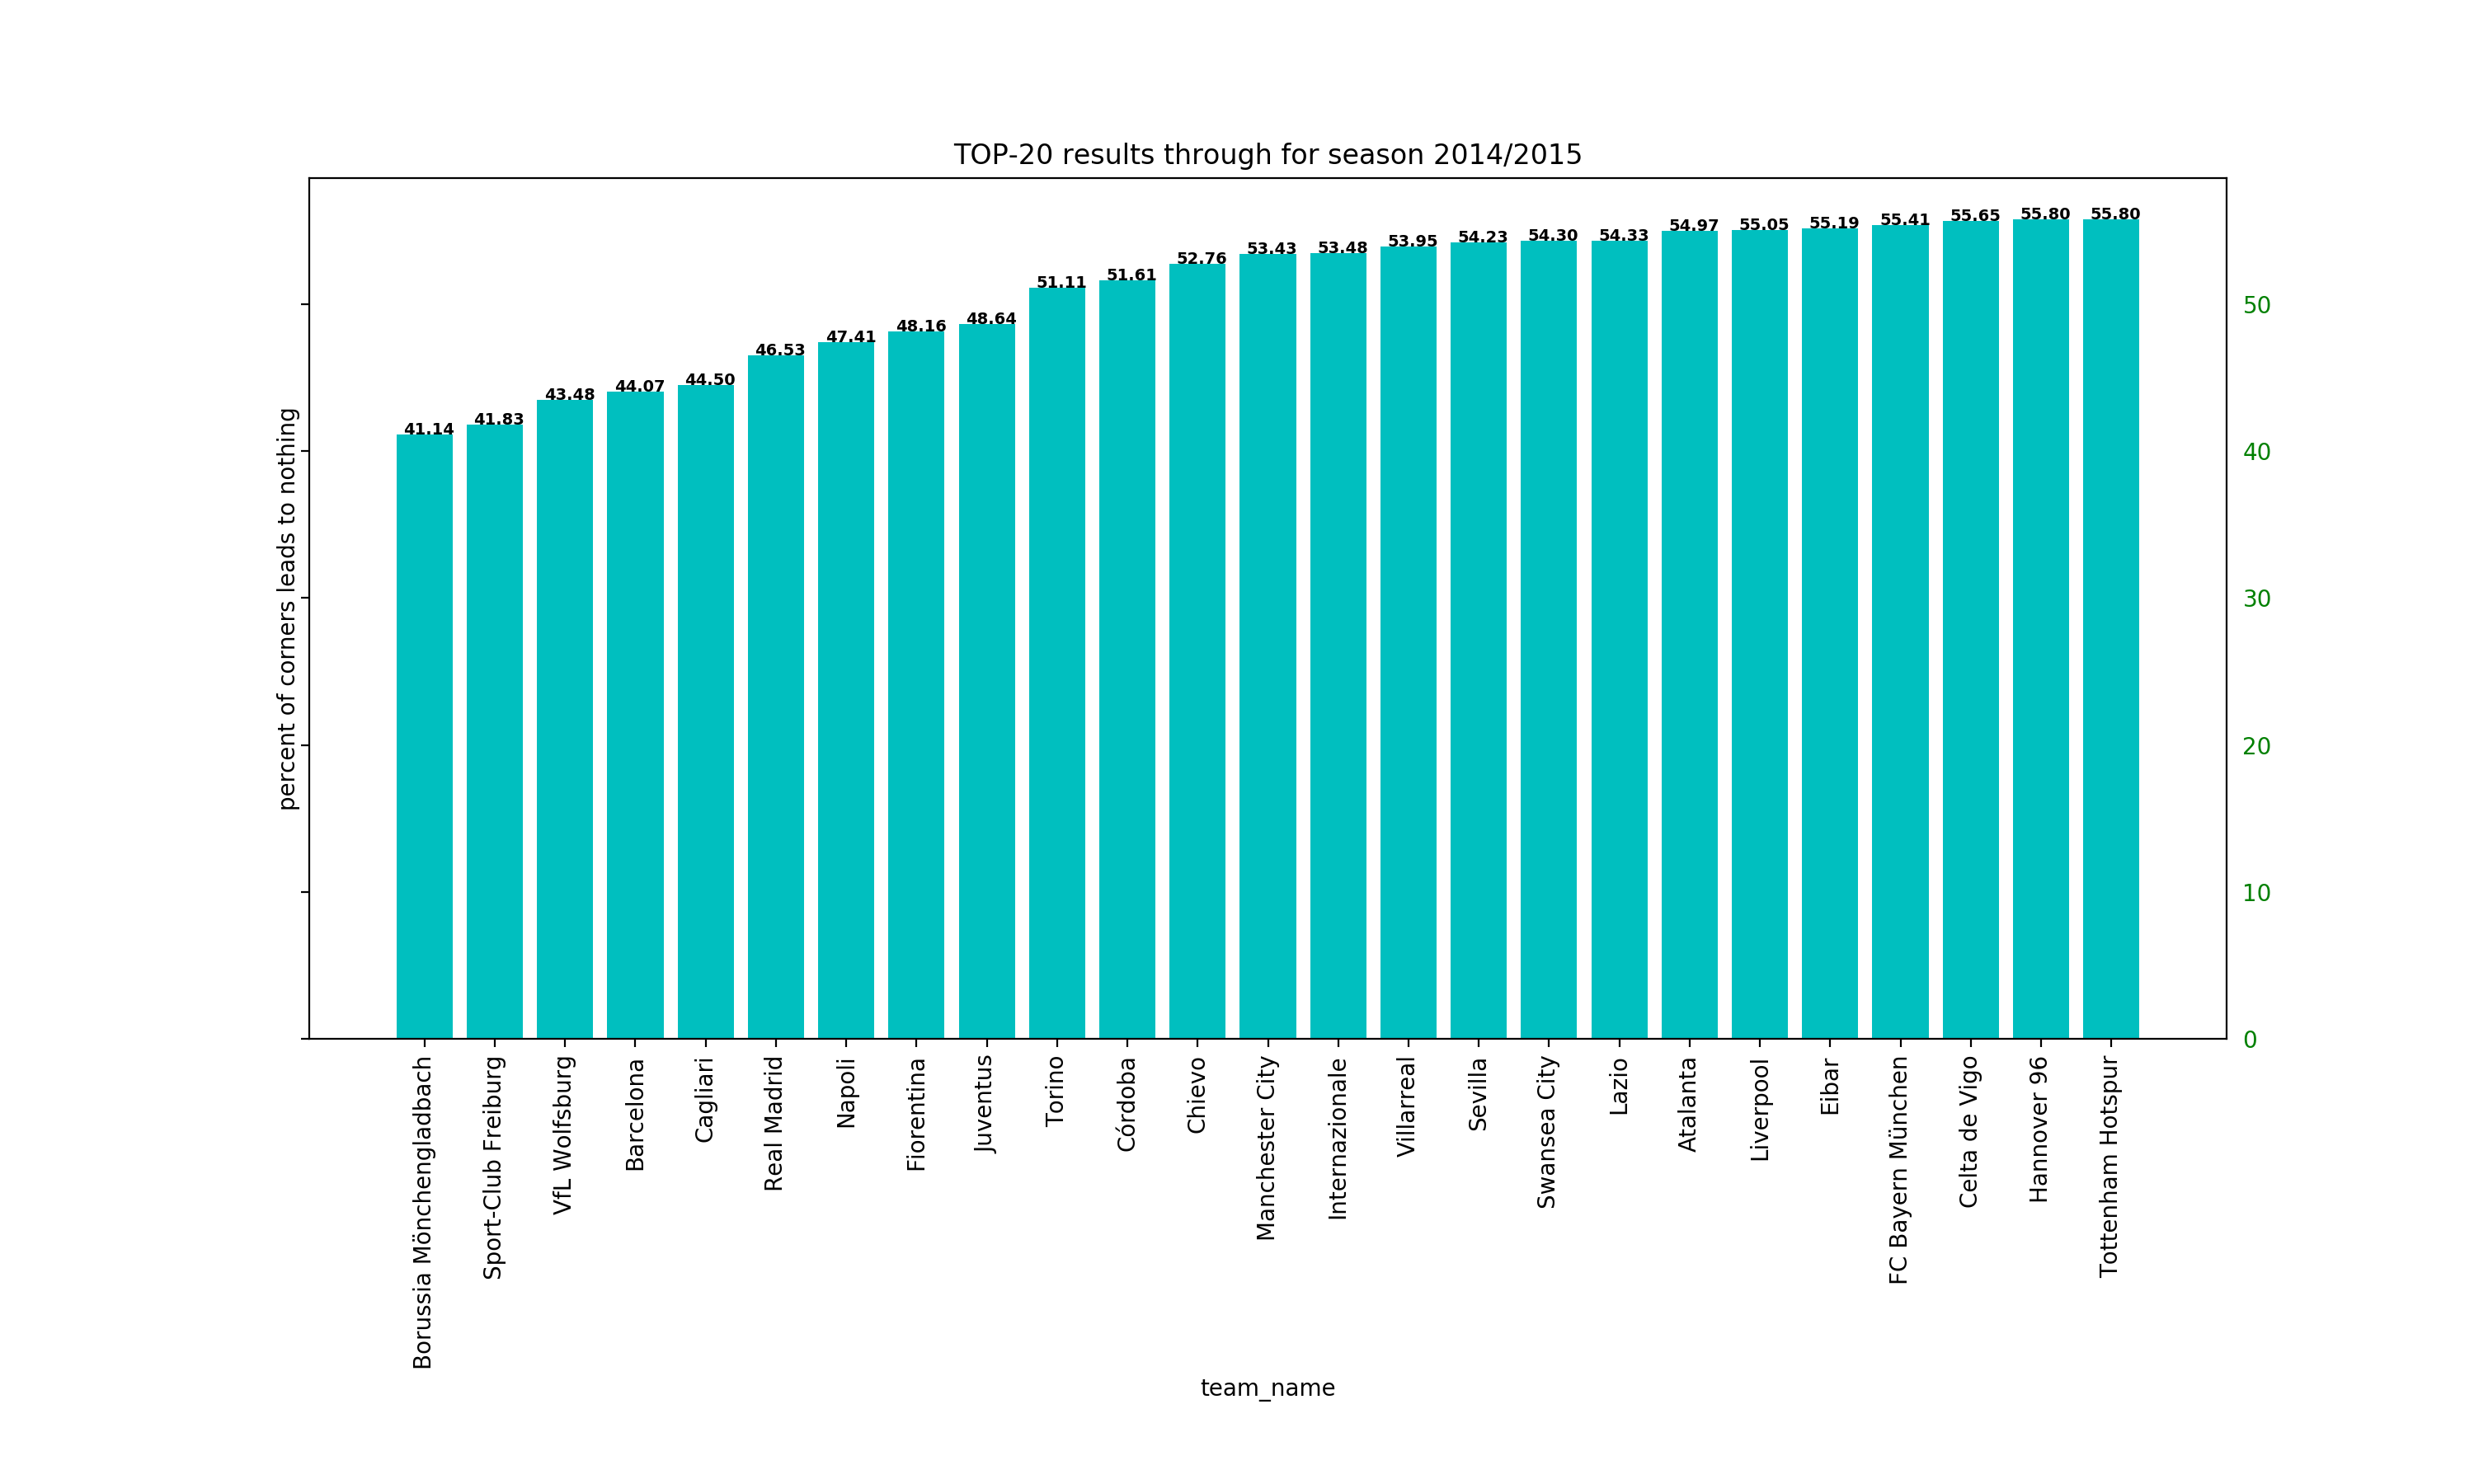 TOP-20 results through for season 2014/2015
percent of corners leads to nothing
41.14
41.83
43.48
44.07
44.50
46.53
47.41
48.16
48.64
51.11
51.61
52.76
53.43
53.48
53.95
54.23
54.30
54.33
54.97
55.05
55.19
55.41
55.65
55.80
55.80
50
40
30
20
10
0
Borussia Mönchengladbach
Sport-Club Freiburg
VfL Wolfsburg
Barcelona
Cagliari
Real Madrid
Napoli
Fiorentina
Juventus
Torino
Córdoba
Chievo
Manchester City
Internazionale
Villarreal
Sevilla
Swansea City
Lazio
Atalanta
Liverpool
Eibar
FC Bayern München
Celta de Vigo
Hannover 96
Tottenham Hotspur
team_name